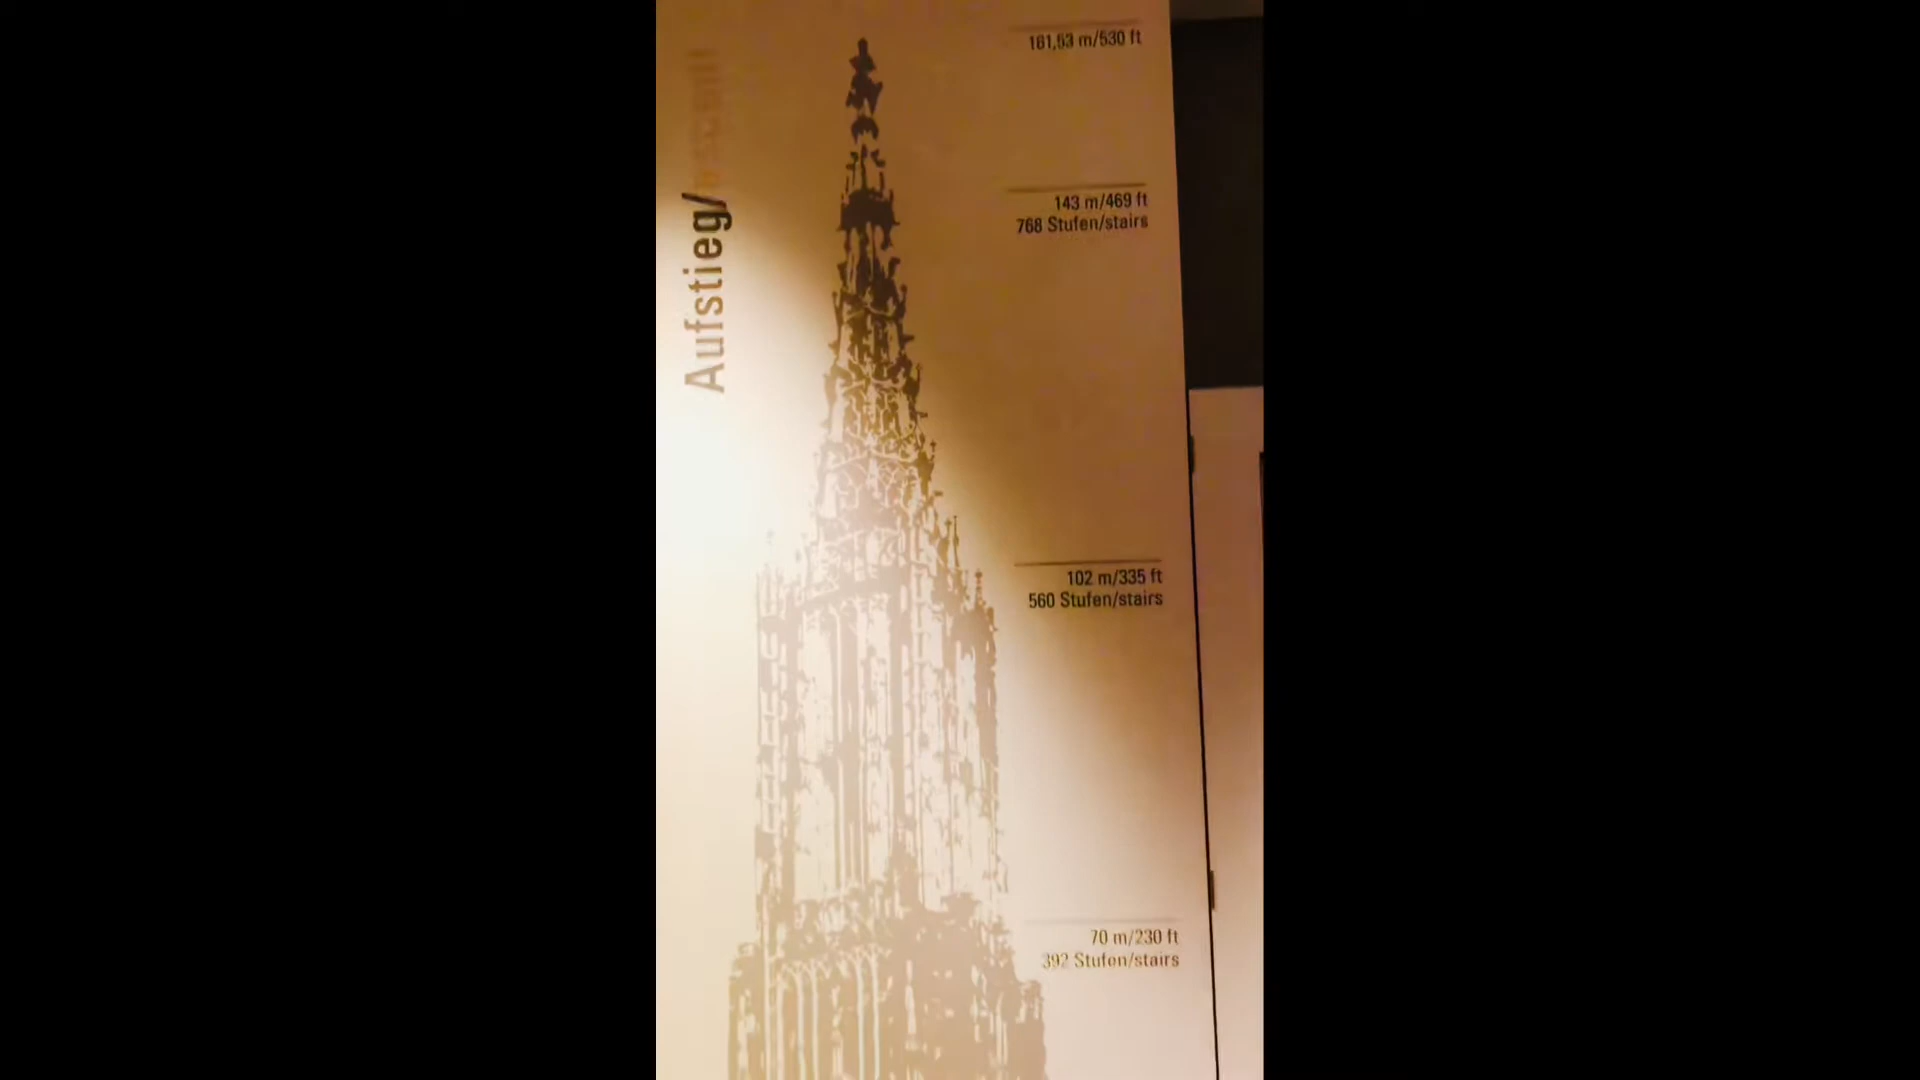 Aufstieg/
161,53 m/530 ft
143 m/469 ft
768 Stufen/stairs
102 m/335 ft
560 Stufen/stairs
70 m/230 ft
392 Stufen/stairs